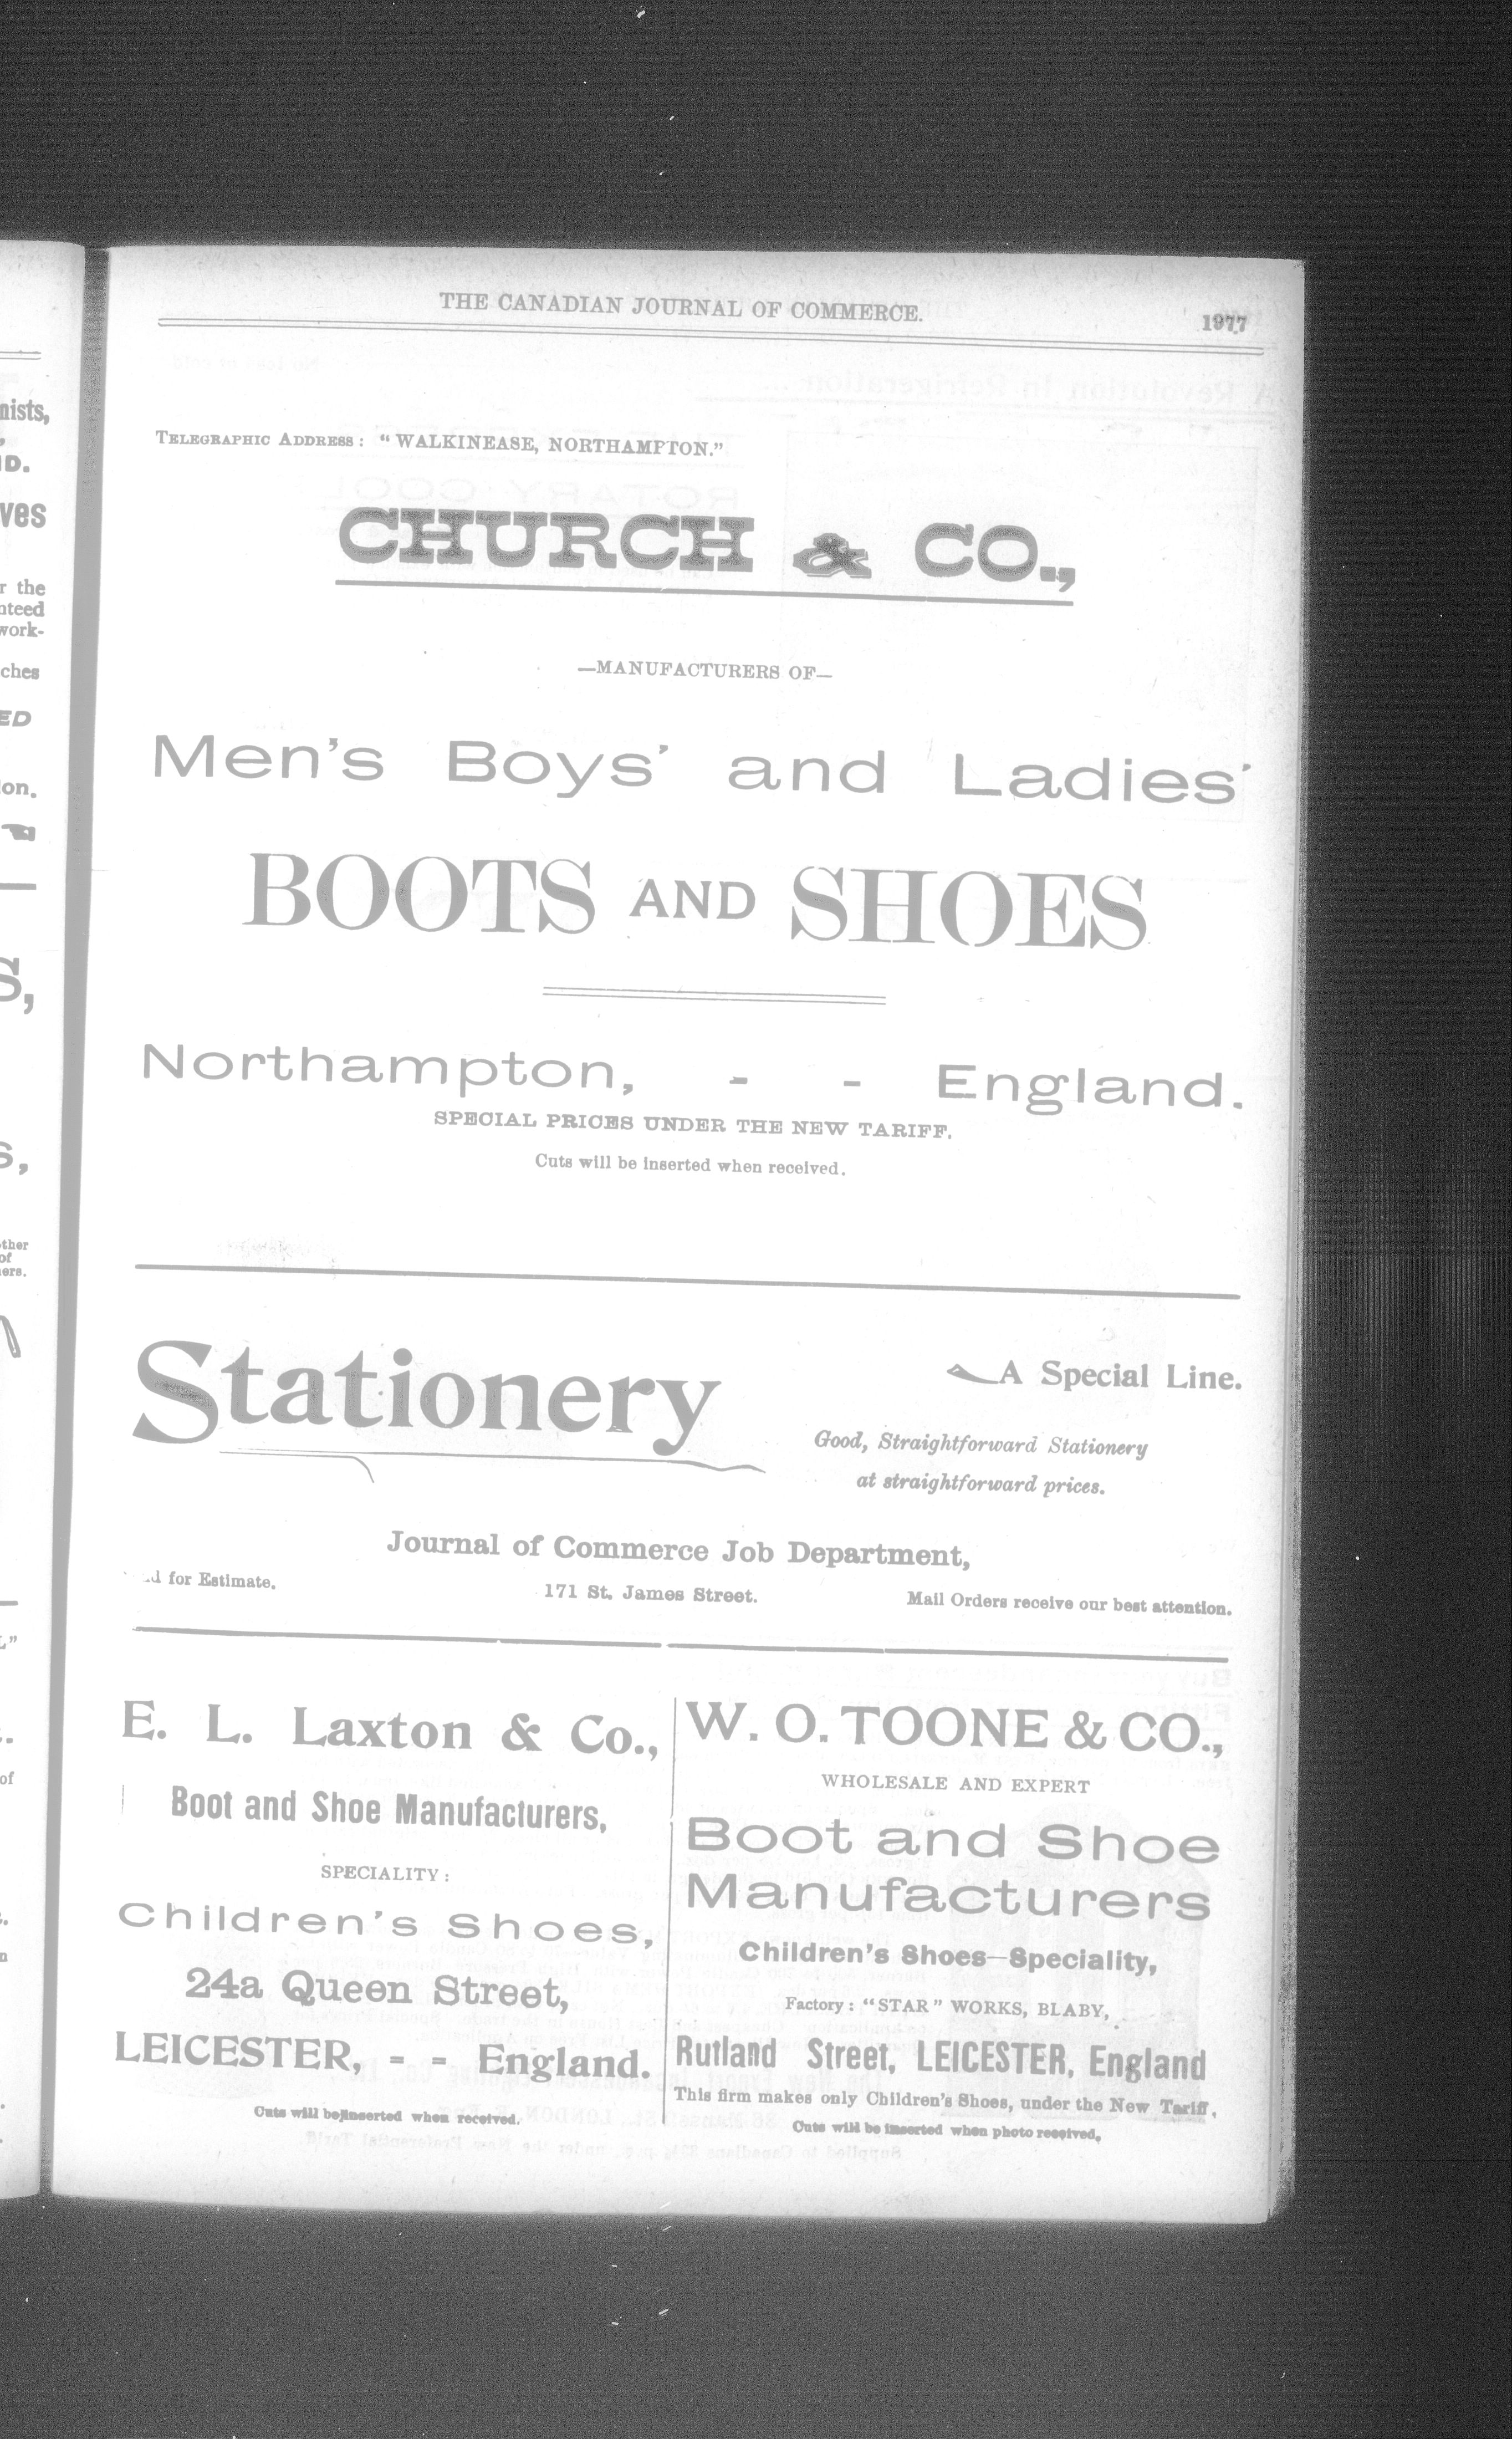 THE CANADIAN JOURNAL OF COMMERCE.
1977
TELEGRAPHIC ADDRESS: "WALKINEASE, NORTHAMPTON."
CHURCH & CO.,
—MANUFACTURERS OF—
Men's Boys' and Ladies'
BOOTS AND SHOES
Northampton, - - England.
SPECIAL PRICES UNDER THE NEW TARIFF.
Cuts will be inserted when received.
Stationery
A Special Line.
Good, Straightforward Stationery
at straightforward prices.
Journal of Commerce Job Department,
for Estimate.
171 St. James Street.
Mail Orders receive our best attention.
E. L. Laxton & Co.,
Boot and Shoe Manufacturers,
SPECIALITY:
Children's Shoes,
24a Queen Street,
LEICESTER, - - England.
Cuts will be inserted when received.
W. O. TOONE & CO.,
WHOLESALE AND EXPERT
Boot and Shoe
Manufacturers
Children's Shoes—Speciality,
Factory: "STAR" WORKS, BLABY,
Rutland Street, LEICESTER, England
This firm makes only Children's Shoes, under the New Tariff,
Cuts will be inserted when photo received,